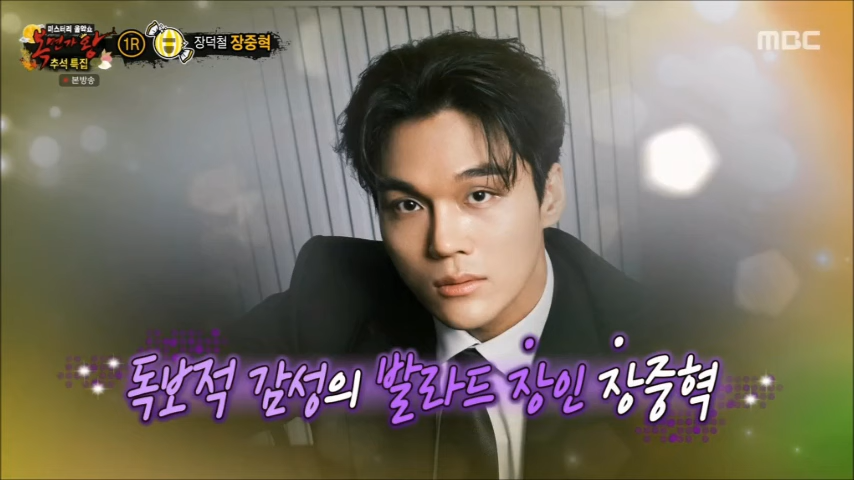 미스터리 음악쇼
복면가왕
추석 특집
본방송
1R
장덕철 장중혁
MBC
독보적 감성의 발라드 장인 장중혁